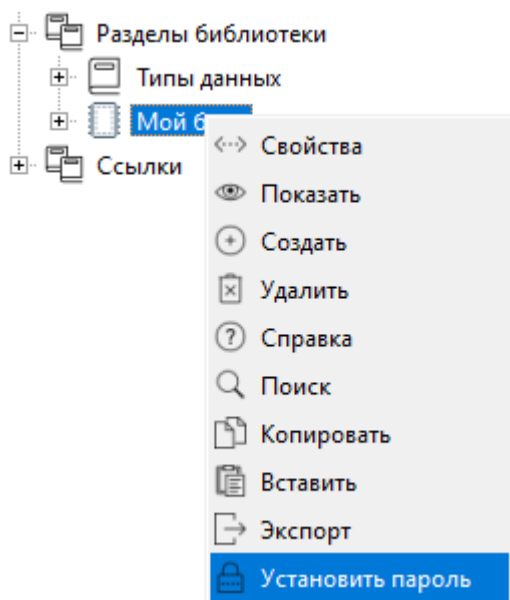 Разделы библиотеки
Типы данных
Мой
Свойства
Ссылки
Показать
Создать
Удалить
Справка
Поиск
Копировать
Вставить
Экспорт
Установить пароль